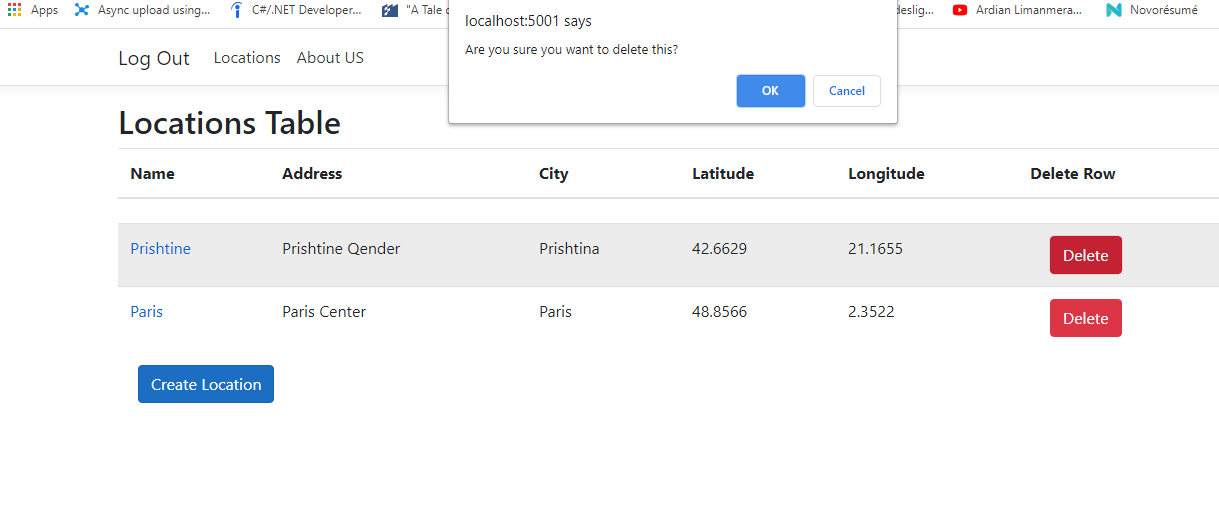 Apps Async upload using... C#/.NET Developer... "A Tale deslig... Ardian Limanmera... Novorésumé
localhost:5001 says
Are you sure you want to delete this?
OK Cancel
Log Out Locations About US
Locations Table
Name Address City Latitude Longitude Delete Row
Prishtine Prishtine Qender Prishtina 42.6629 21.1655 Delete
Paris Paris Center Paris 48.8566 2.3522 Delete
Create Location